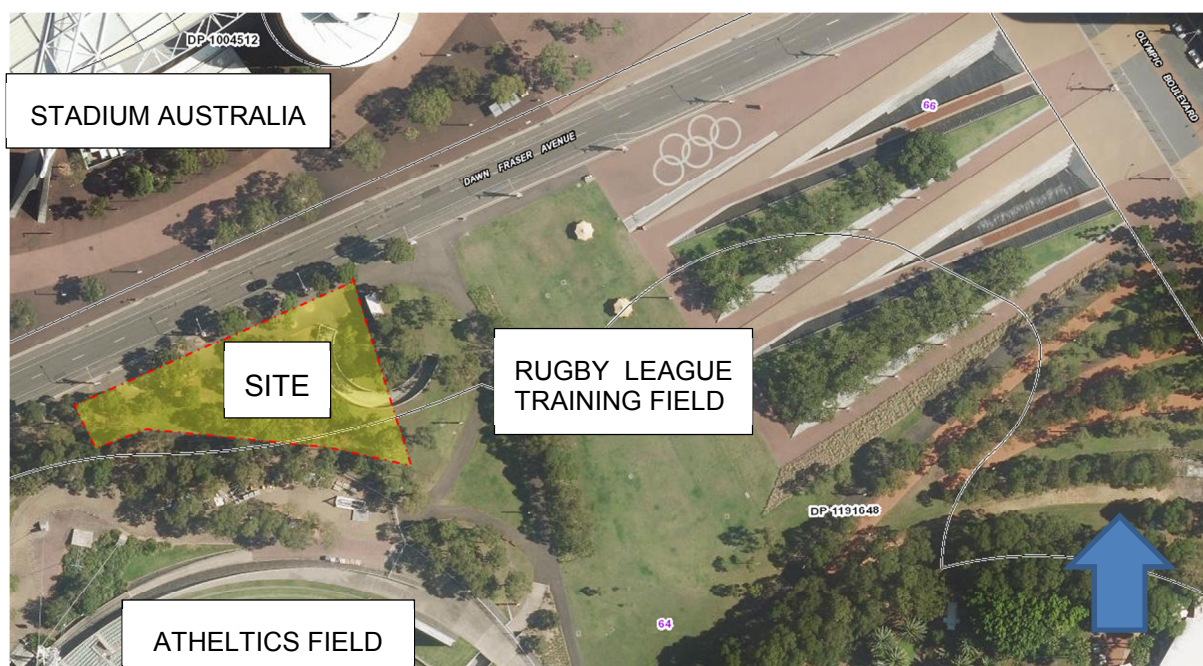 DP 1004512
STADIUM AUSTRALIA
DAWN FRASER AVENUE
66
OLYMPIC
BOULEVARD
SITE
RUGBY LEAGUE
TRAINING FIELD
DP 1191648
64
ATHELTICS FIELD